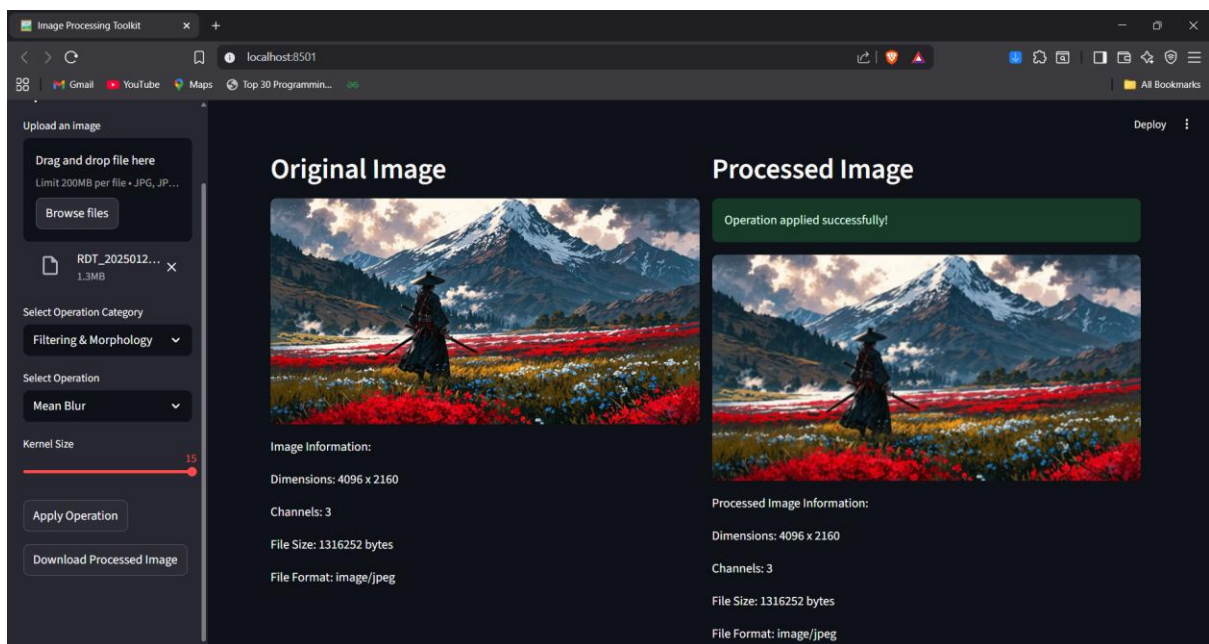 Image Processing Toolkit
localhost:8501
Gmail
YouTube
Maps
Top 30 Programmin...
All Bookmarks
Upload an image
Drag and drop file here
Limit 200MB per file • JPG, JP...
Browse files
RDT_2025012...
1.3MB
Select Operation Category
Filtering & Morphology
Select Operation
Mean Blur
Kernel Size
15
Apply Operation
Download Processed Image
Deploy
Original Image
Image Information:
Dimensions: 4096 x 2160
Channels: 3
File Size: 1316252 bytes
File Format: image/jpeg
Processed Image
Operation applied successfully!
Processed Image Information:
Dimensions: 4096 x 2160
Channels: 3
File Size: 1316252 bytes
File Format: image/jpeg